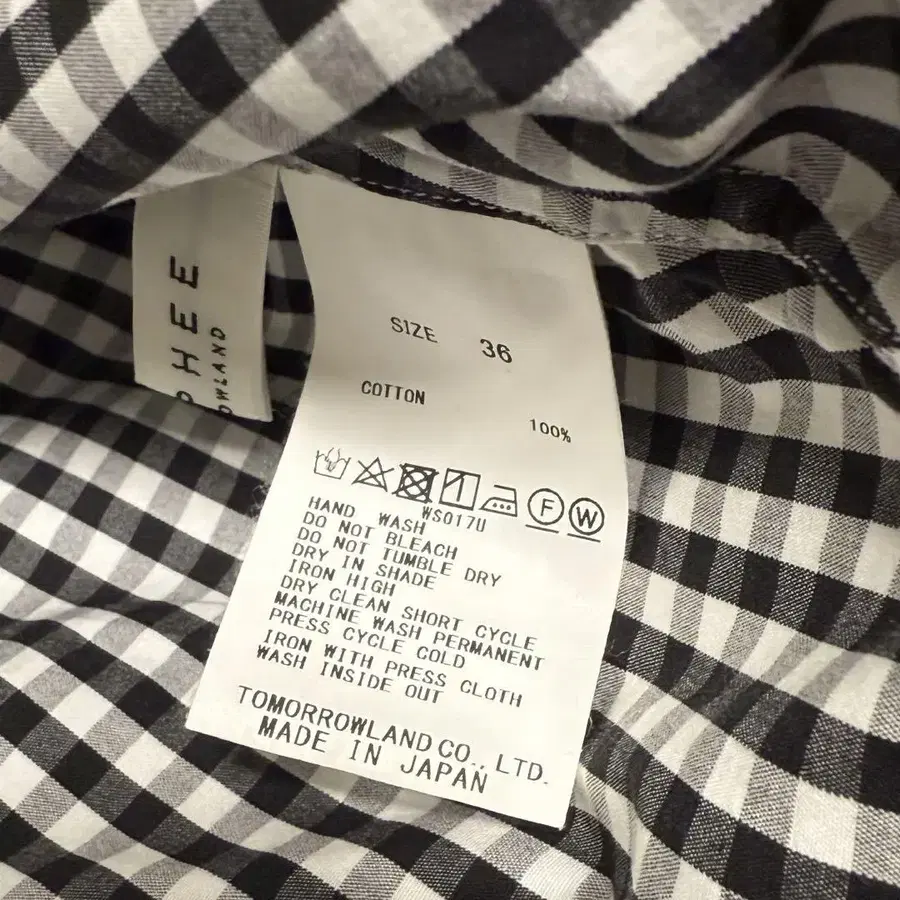 HEE
SIZE 36
COTTON
100%
F W
WS017U
HAND WASH
DO NOT BLEACH
DO NOT TUMBLE DRY
DRY IN SHADE
IRON HIGH
DRY CLEAN SHORT CYCLE
MACHINE WASH PERMANENT
PRESS CYCLE COLD
IRON WITH PRESS CLOTH
WASH INSIDE OUT
TOMORROWLAND CO., LTD.
MADE IN JAPAN